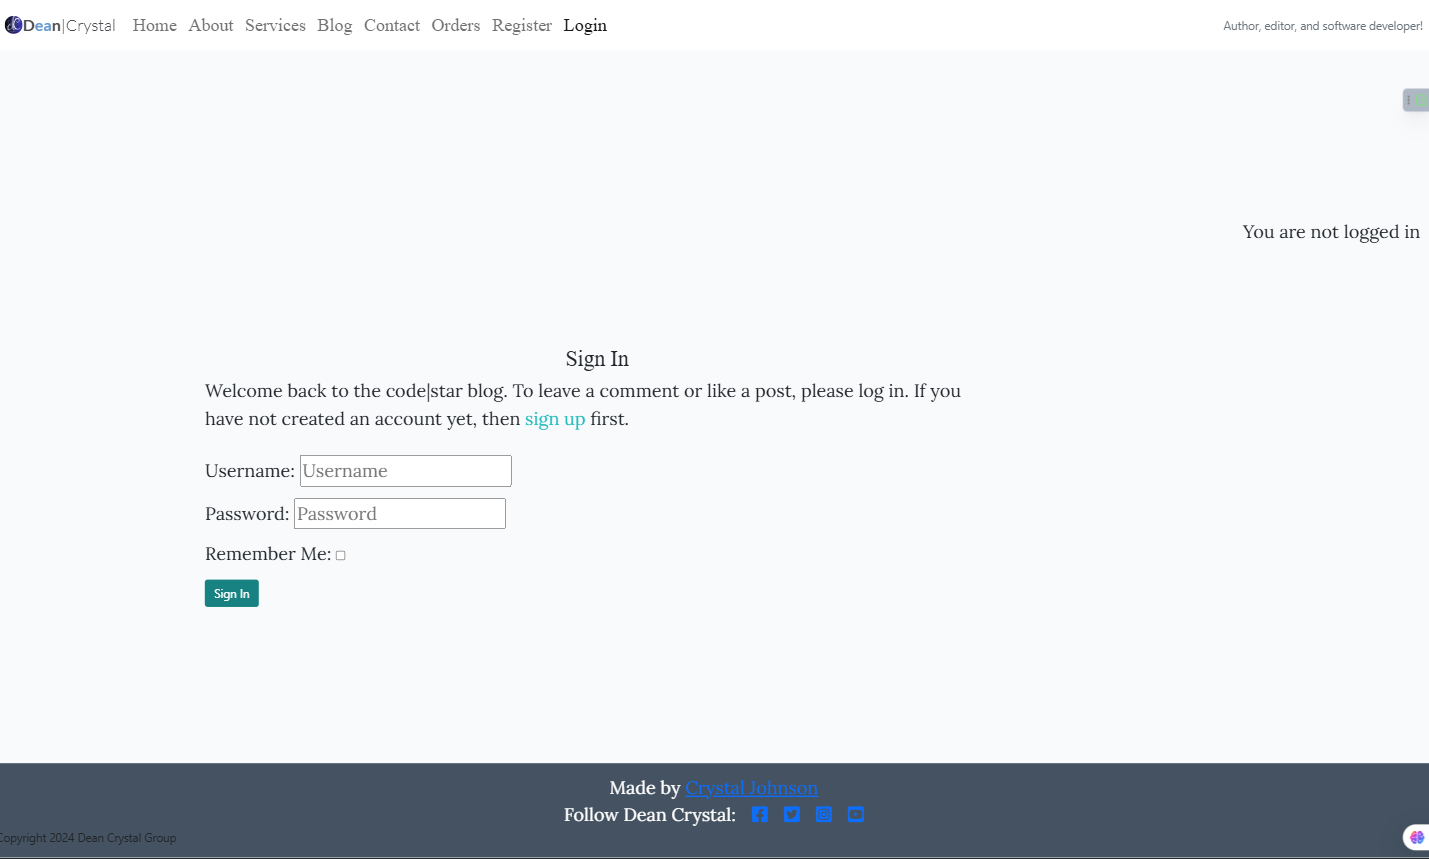 Dean|Crystal Home About Services Blog Contact Orders Register Login Author, editor, and software developer!
You are not logged in
Sign In
Welcome back to the code|star blog. To leave a comment or like a post, please log in. If you
have not created an account yet, then sign up first.
Username: Username
Password: Password
Remember Me:
Sign In
Made by Crystal Johnson
Follow Dean Crystal:
Copyright 2024 Dean Crystal Group